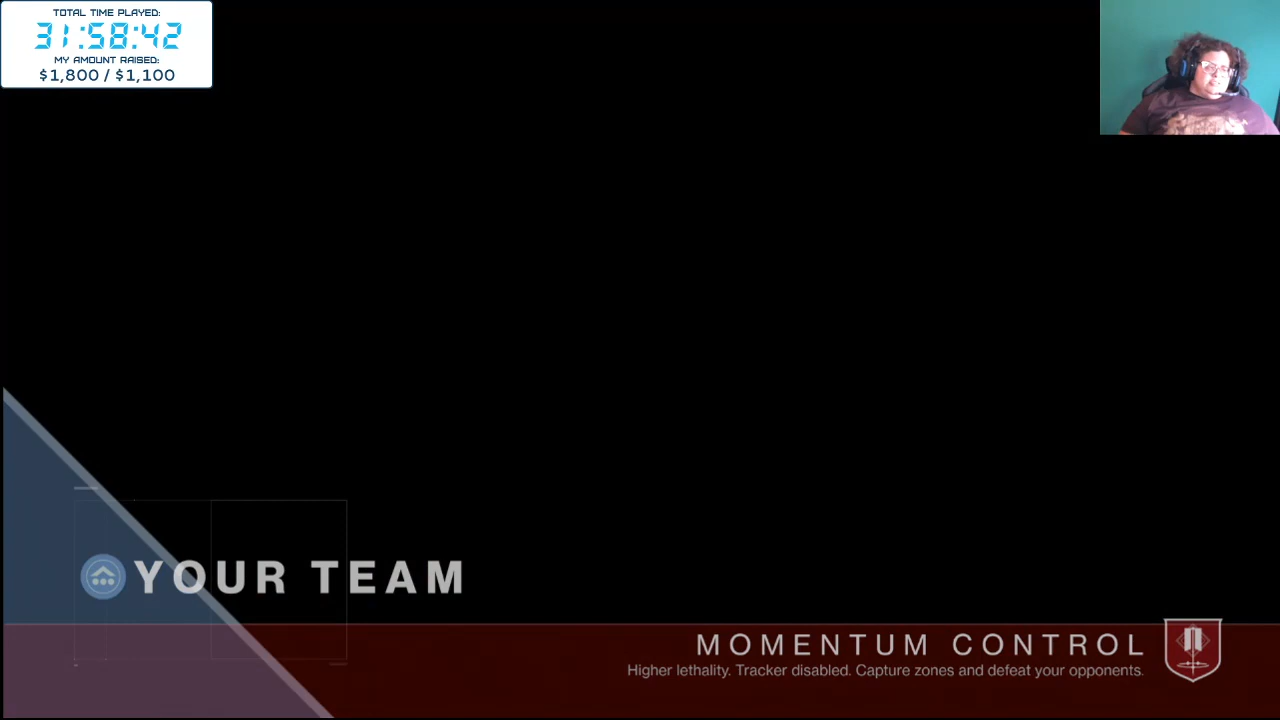 TOTAL TIME PLAYED:
31:58:42
MY AMOUNT RAISED:
$1,800 / $1,100
YOUR TEAM
MOMENTUM CONTROL
Higher lethality. Tracker disabled. Capture zones and defeat your opponents.